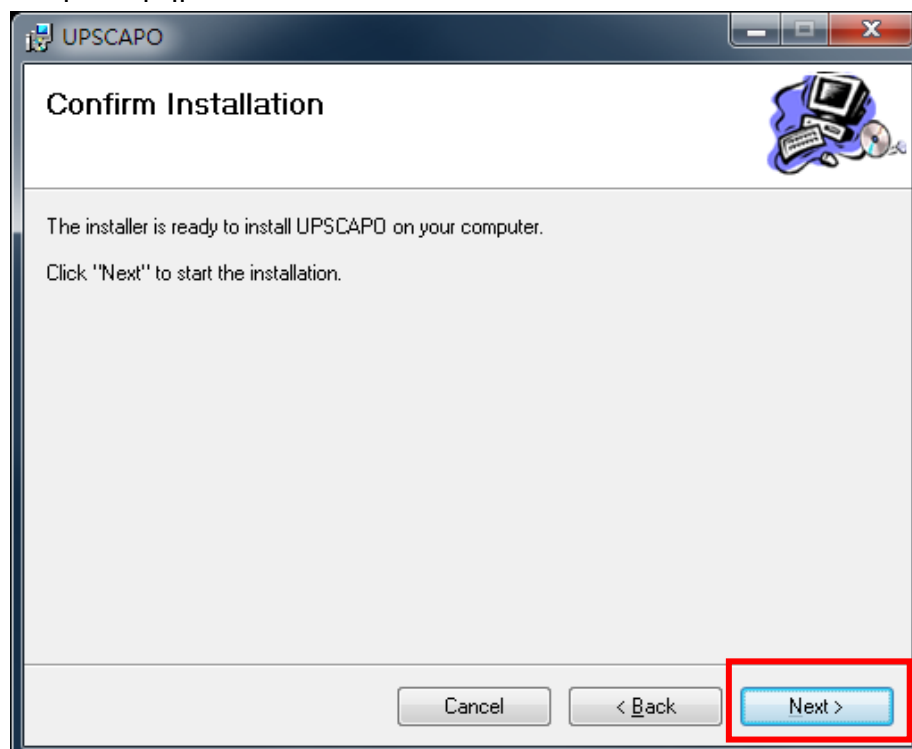 UPSCAPO
Confirm Installation
The installer is ready to install UPSCAPO on your computer.
Click "Next" to start the installation.
Cancel
< Back
Next >